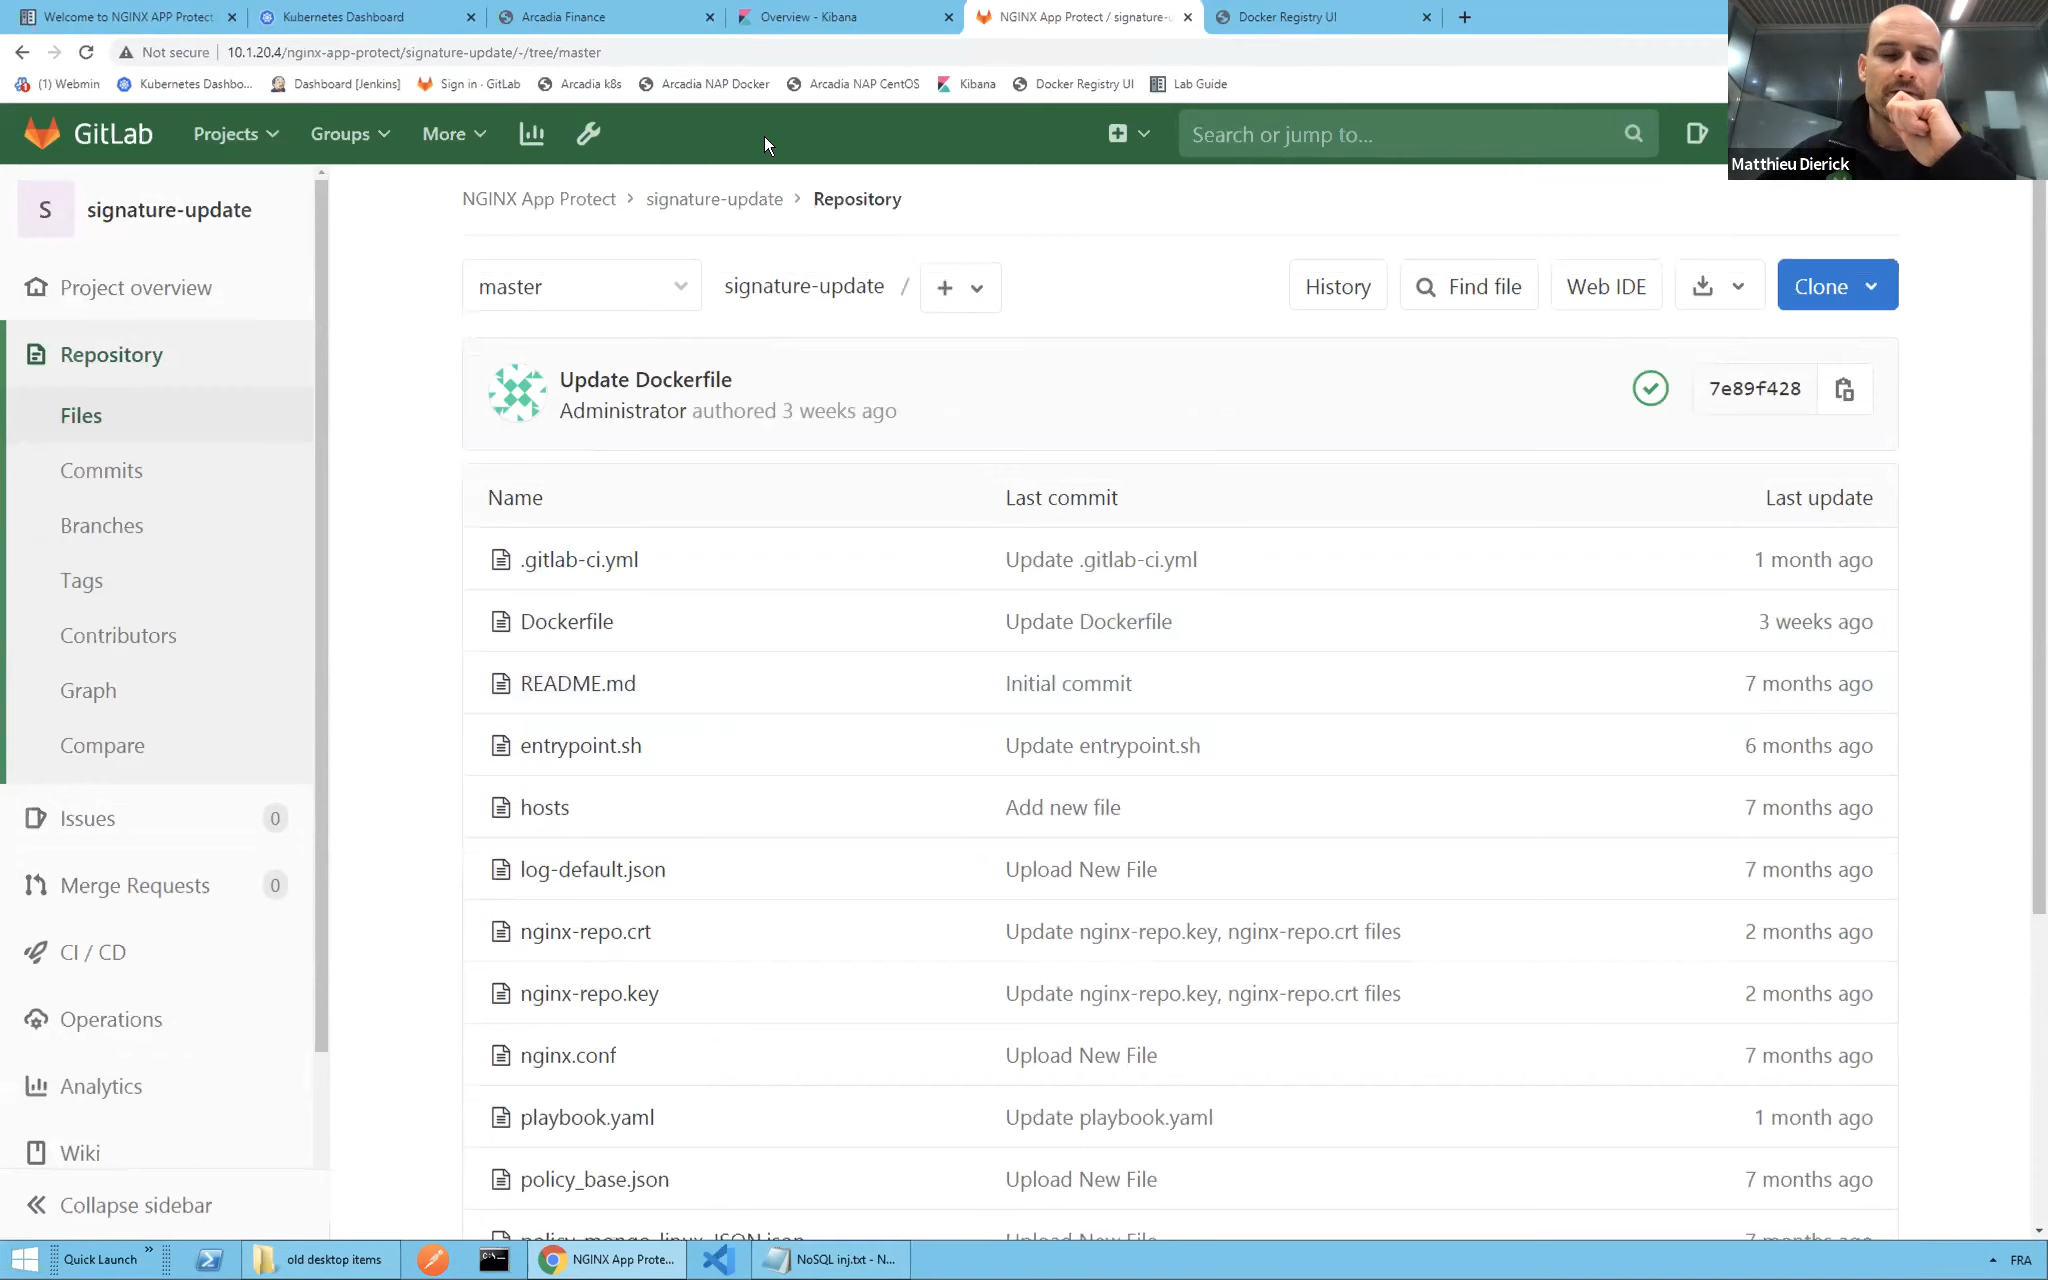 Welcome to NGINX APP Protect
Kubernetes Dashboard
Arcadia Finance
Overview - Kibana
NGINX App Protect / signature-u
Docker Registry UI
Not secure
10.1.20.4/nginx-app-protect/signature-update/-/tree/master
(1) Webmin
Kubernetes Dashbo...
Dashboard [Jenkins]
Sign in · GitLab
Arcadia k8s
Arcadia NAP Docker
Arcadia NAP CentOS
Kibana
Docker Registry UI
Lab Guide
Matthieu Dierick
GitLab
Projects
Groups
More
Search or jump to...
S
signature-update
Project overview
Repository
Files
Commits
Branches
Tags
Contributors
Graph
Compare
Issues 0
Merge Requests 0
CI / CD
Operations
Analytics
Wiki
Collapse sidebar
NGINX App Protect > signature-update > Repository
master
signature-update /
+
History
Find file
Web IDE
Clone
Update Dockerfile
Administrator authored 3 weeks ago
7e89f428
Name Last commit Last update
.gitlab-ci.yml Update .gitlab-ci.yml 1 month ago
Dockerfile Update Dockerfile 3 weeks ago
README.md Initial commit 7 months ago
entrypoint.sh Update entrypoint.sh 6 months ago
hosts Add new file 7 months ago
log-default.json Upload New File 7 months ago
nginx-repo.crt Update nginx-repo.key, nginx-repo.crt files 2 months ago
nginx-repo.key Update nginx-repo.key, nginx-repo.crt files 2 months ago
nginx.conf Upload New File 7 months ago
playbook.yaml Update playbook.yaml 1 month ago
policy_base.json Upload New File 7 months ago
policy_mongo_linux_JSON.json Upload New File 7 months ago
Quick Launch
old desktop items
NGINX App Prote...
NoSQL inj.txt - N...
FRA